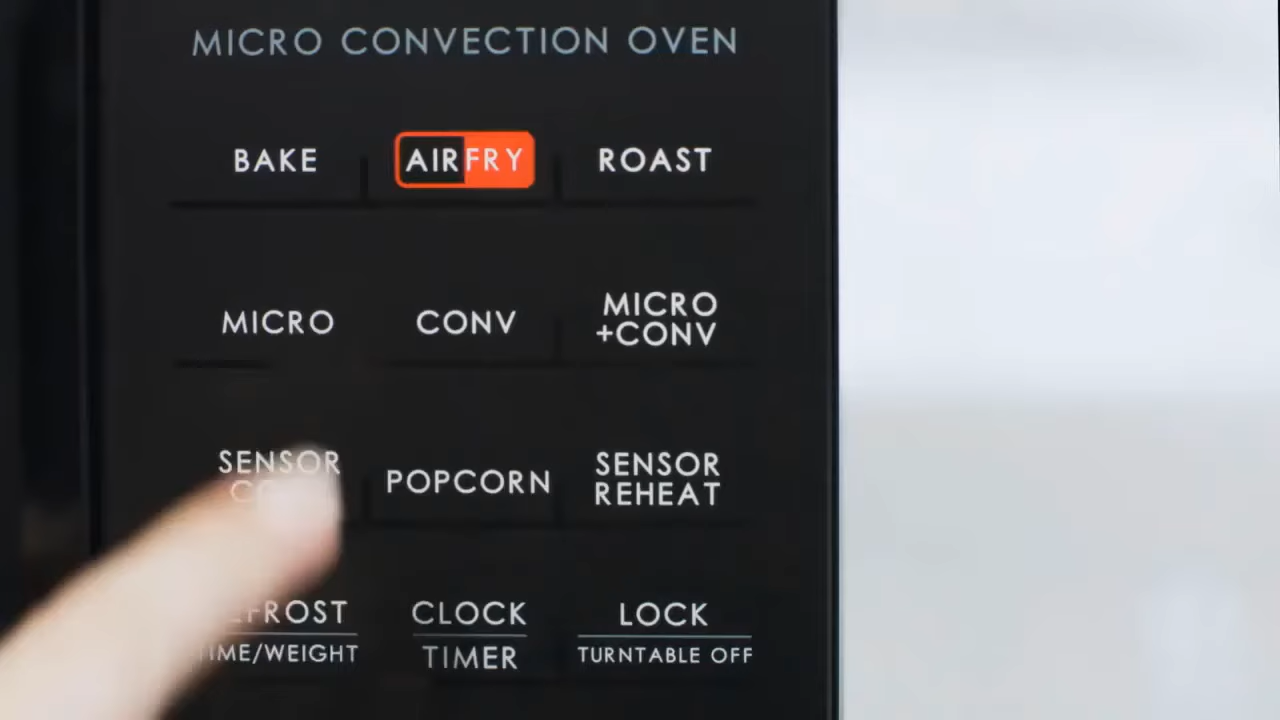 MICRO CONVECTION OVEN
BAKE
AIRFRY
ROAST
MICRO
CONV
MICRO
+CONV
SENSOR
POPCORN
SENSOR
REHEAT
CLOCK
TIMER
LOCK
TURNTABLE OFF